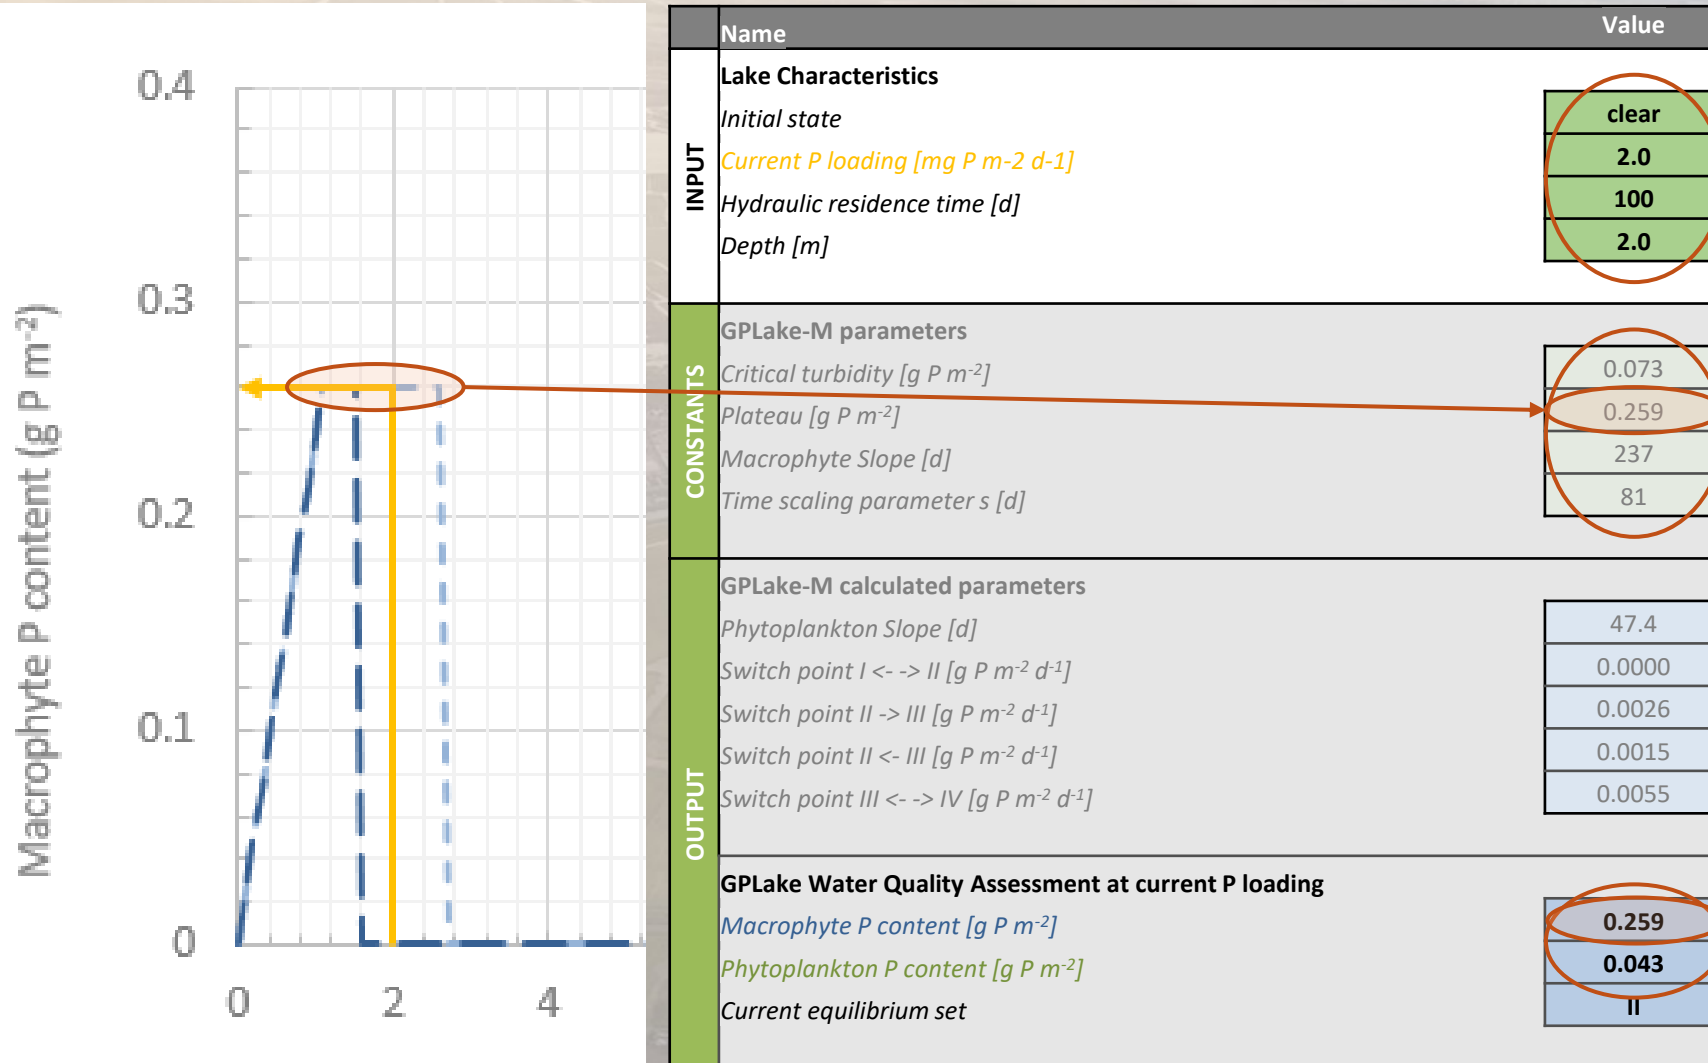 Macrophyte P content (g P m⁻²)
0.4
0.3
0.2
0.1
0
0 2 4
Name Value
INPUT
Lake Characteristics
Initial state clear
Current P loading [mg P m-2 d-1] 2.0
Hydraulic residence time [d] 100
Depth [m] 2.0
CONSTANTS
GPLake-M parameters
Critical turbidity [g P m⁻²] 0.073
Plateau [g P m⁻²] 0.259
Macrophyte Slope [d] 237
Time scaling parameter s [d] 81
OUTPUT
GPLake-M calculated parameters
Phytoplankton Slope [d] 47.4
Switch point I <- -> II [g P m⁻² d⁻¹] 0.0000
Switch point II -> III [g P m⁻² d⁻¹] 0.0026
Switch point II <- III [g P m⁻² d⁻¹] 0.0015
Switch point III <- -> IV [g P m⁻² d⁻¹] 0.0055
GPLake Water Quality Assessment at current P loading
Macrophyte P content [g P m⁻²] 0.259
Phytoplankton P content [g P m⁻²] 0.043
Current equilibrium set II